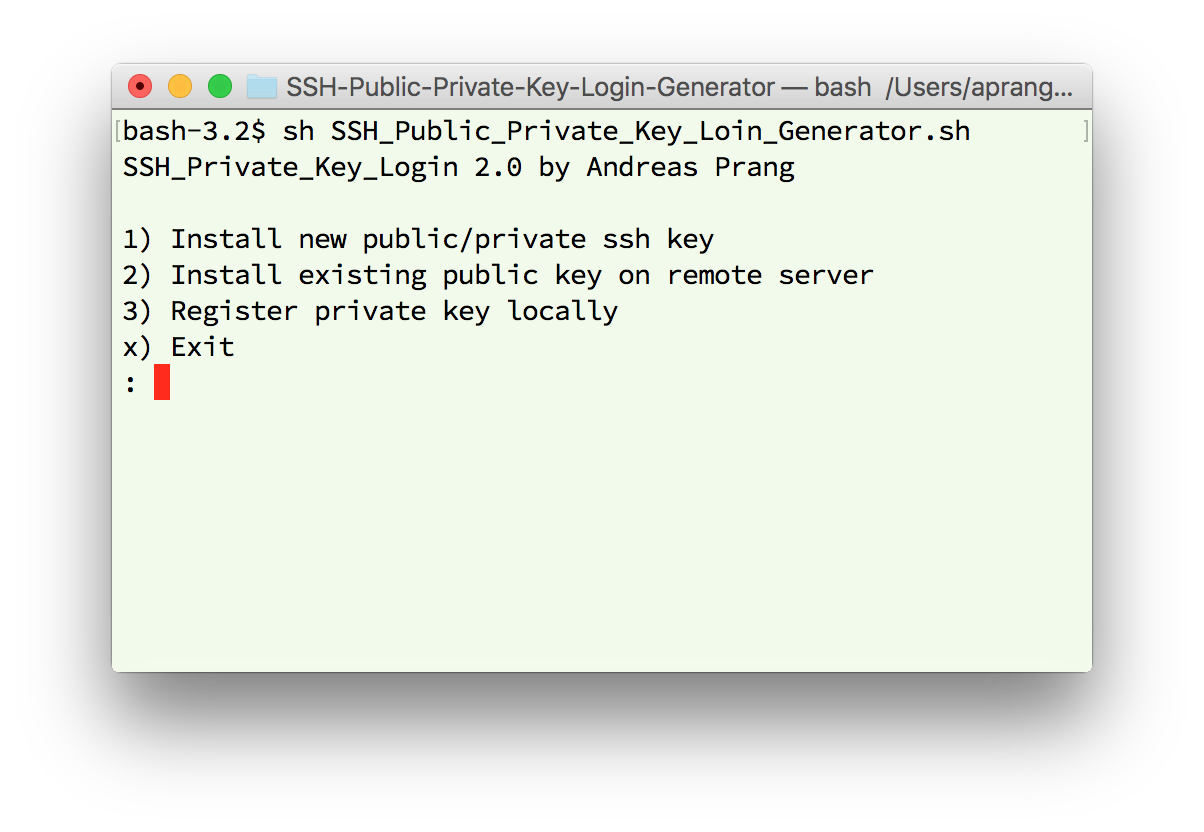 SSH-Public-Private-Key-Login-Generator — bash /Users/aprang...
[bash-3.2$ sh SSH_Public_Private_Key_Loin_Generator.sh ]
SSH_Private_Key_Login 2.0 by Andreas Prang
1) Install new public/private ssh key
2) Install existing public key on remote server
3) Register private key locally
x) Exit
: